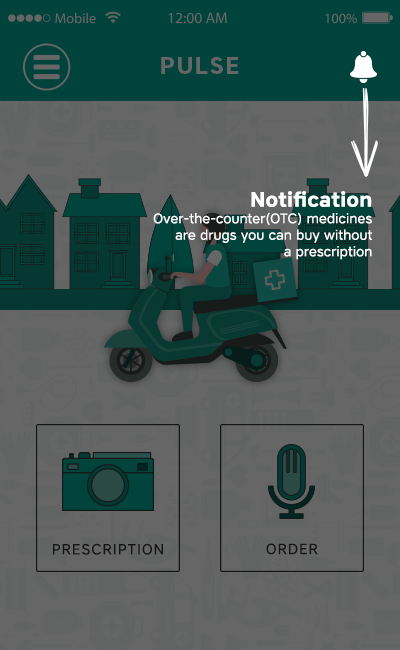 Mobile 12:00 AM 100%
PULSE
Notification
Over-the-counter(OTC) medicines
are drugs you can buy without
a prescription
PRESCRIPTION ORDER